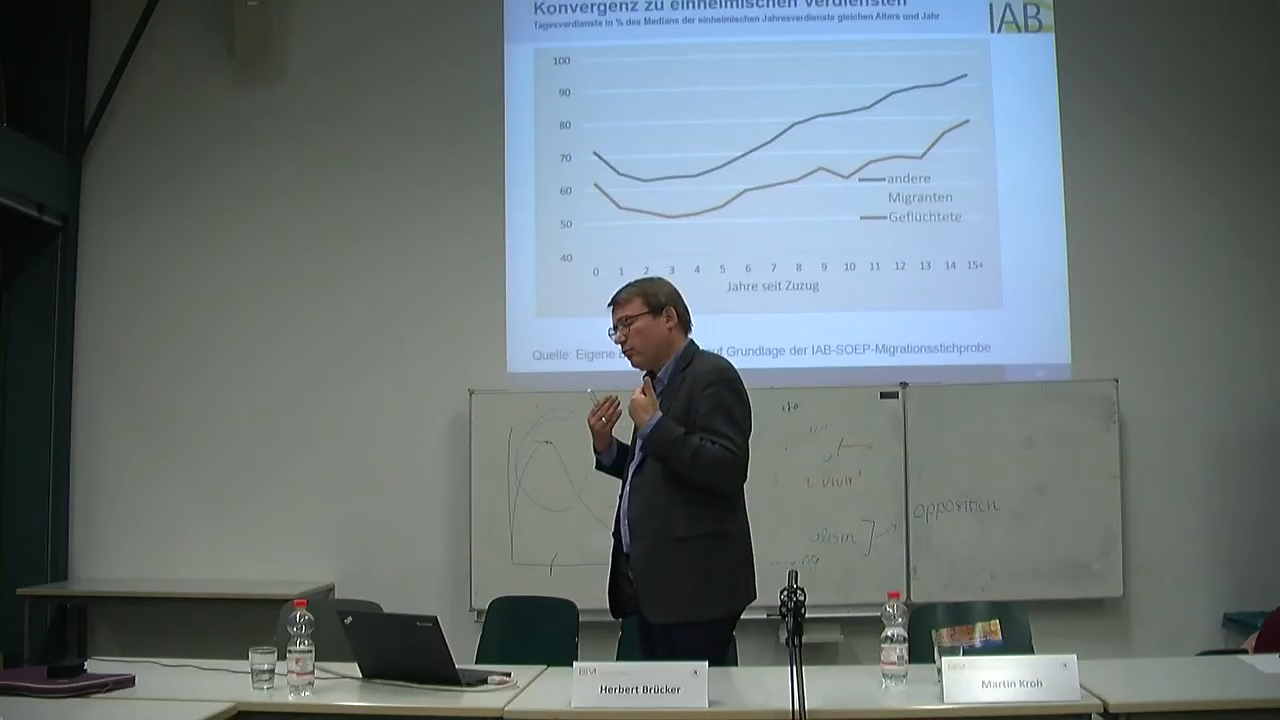 Konvergenz zu einheimischen Verdiensten
Tagesverdienste in % des Medians der einheimischen Jahresverdienste gleichen Alters und Jahr
IAB
100
90
80
70
60
50
40
andere
Migranten
Geflüchtete
0 1 2 3 4 5 6 7 8 9 10 11 12 13 14 15+
Jahre seit Zuzug
Quelle: Eigene
auf Grundlage der IAB-SOEP-Migrationsstichprobe
opposition
BIM
Herbert Brücker
BIM
Martin Kroh